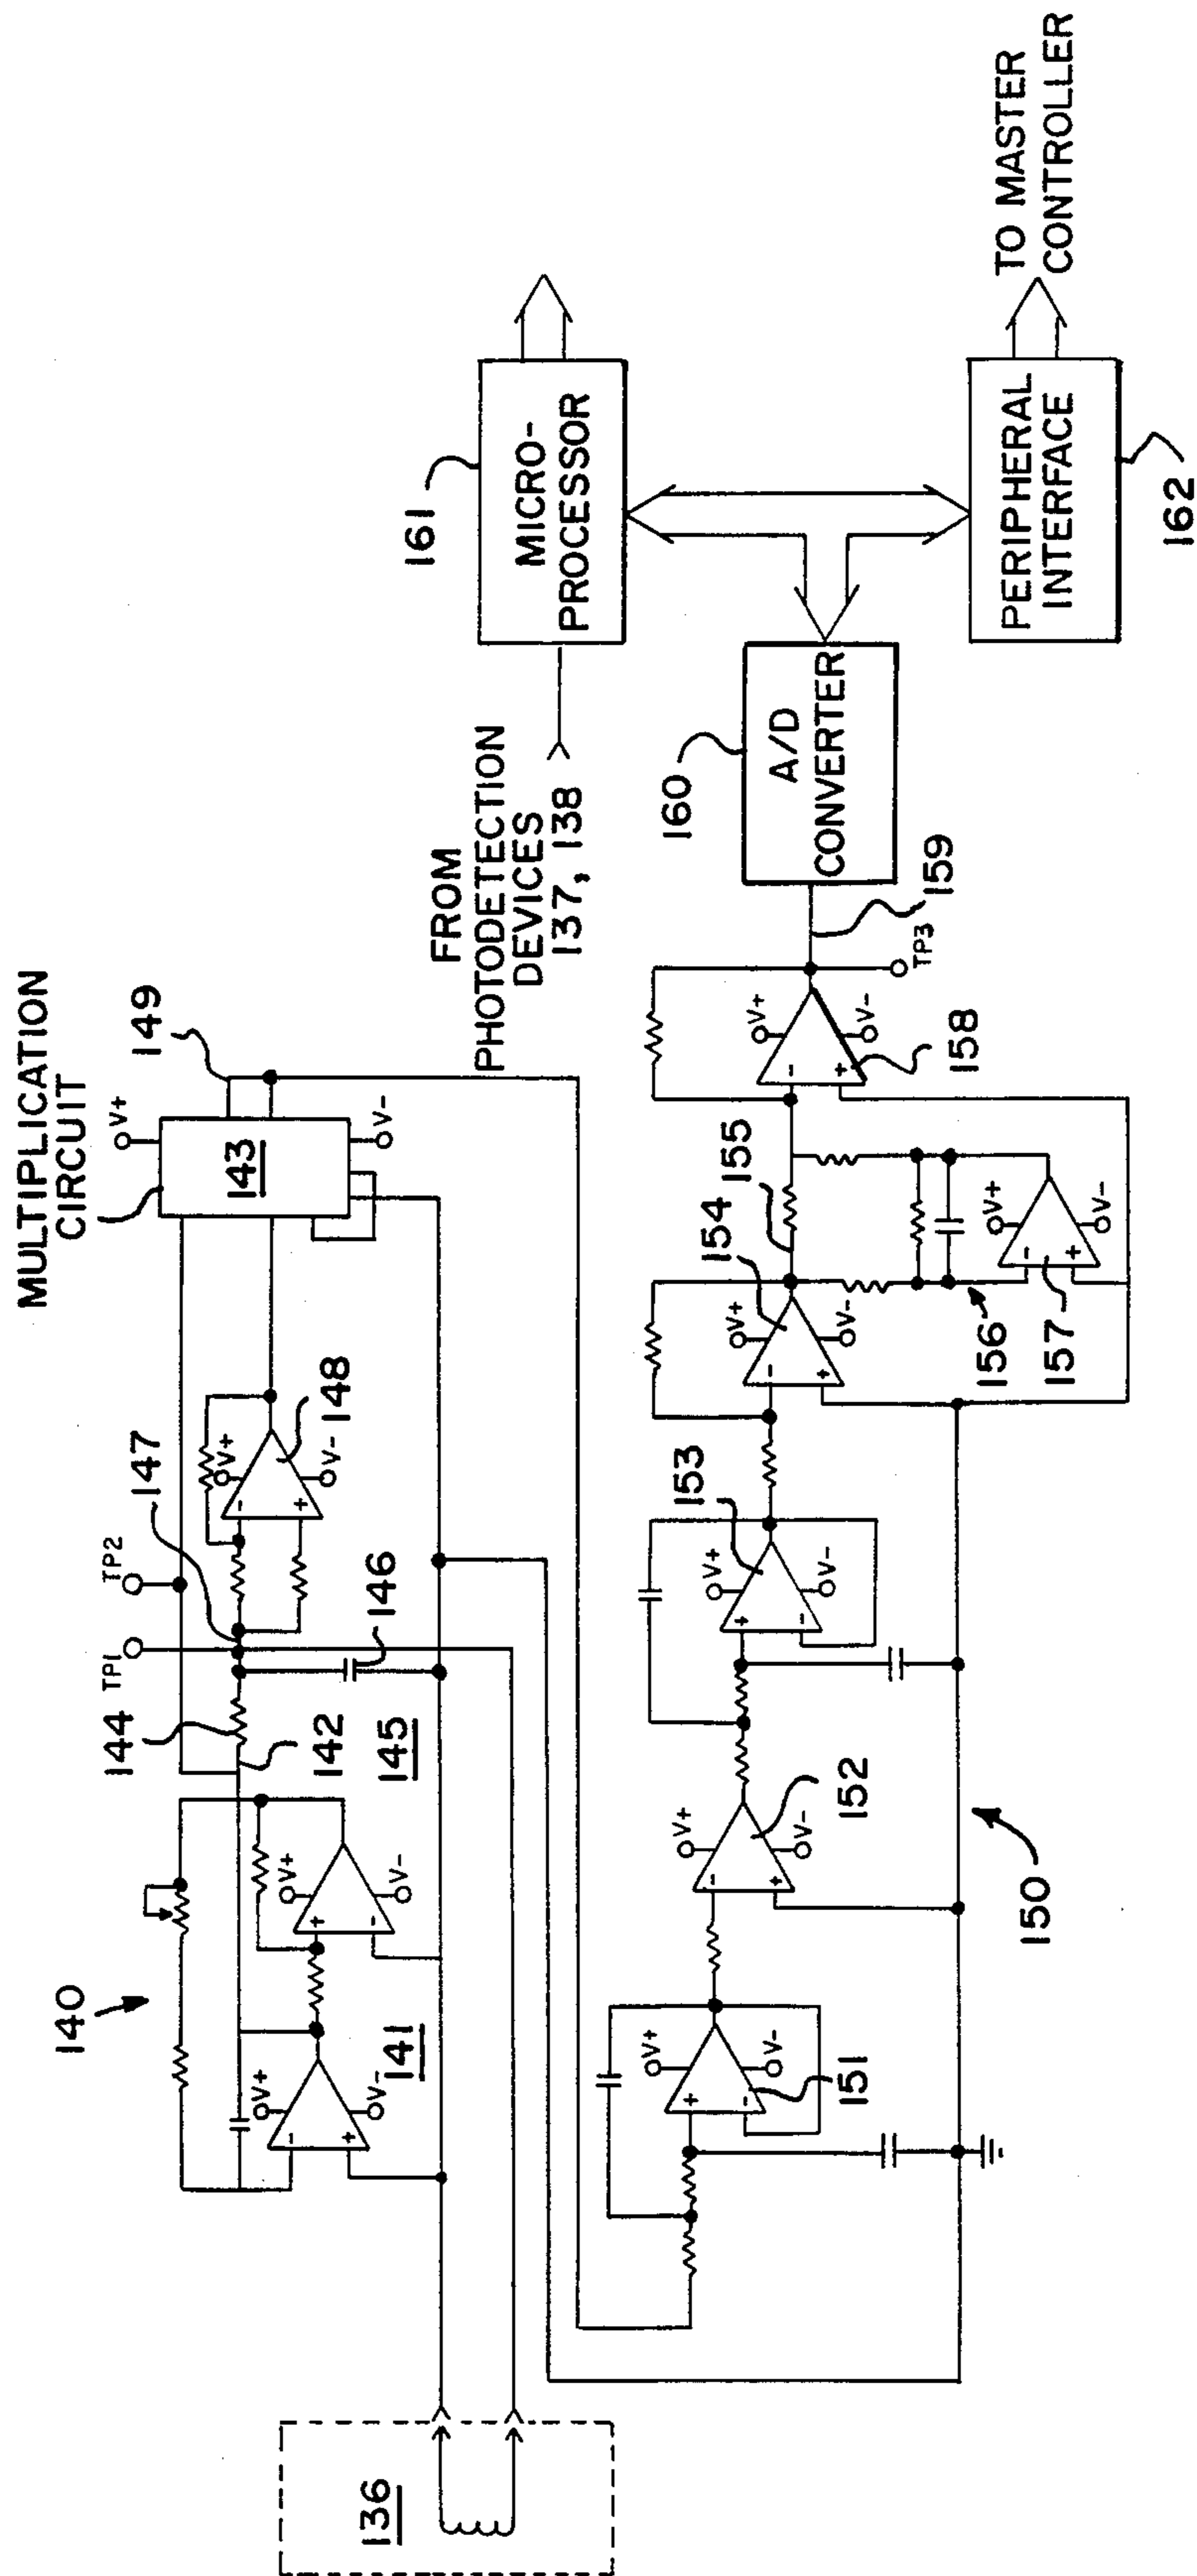 MULTIPLICATION
CIRCUIT
149
V+
143
V-
TP1
TP2
147
144
142
145
146
148
V+
V-
-
+
140
V+
V-
+
-
141
V+
V-
-
+
136
FROM
PHOTODETECTION
DEVICES
137, 138
161
MICRO-
PROCESSOR
160
A/D
CONVERTER
159
TP3
PERIPHERAL
INTERFACE
162
TO MASTER
CONTROLLER
151
V+
V-
+
-
152
V+
V-
-
+
153
V+
V-
+
-
154
V+
V-
-
+
155
156
157
V+
V-
-
+
158
V+
V-
-
+
150